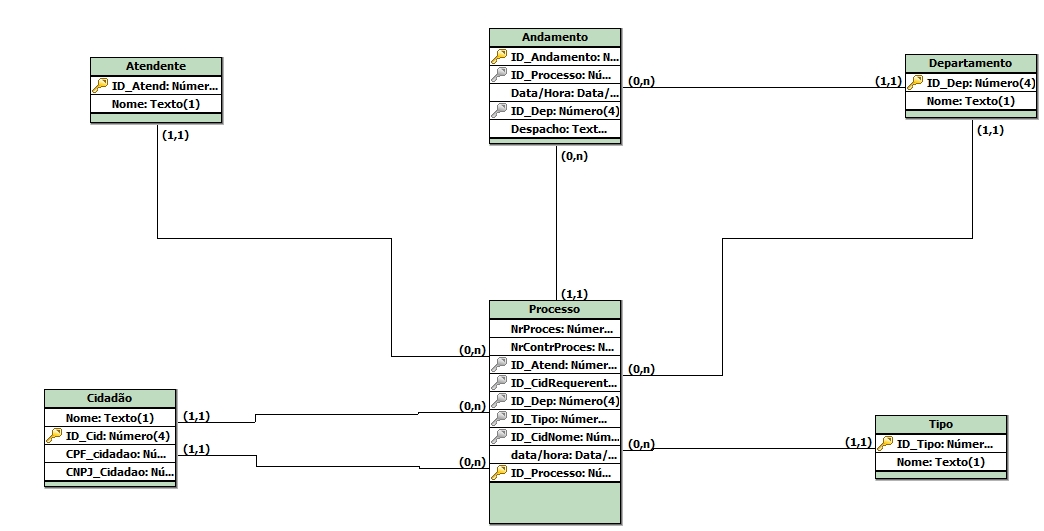 Atendente
ID_Atend: Númer...
Nome: Texto(1)
(1,1)
Andamento
ID_Andamento: N...
ID_Processo: Nú...
Data/Hora: Data/...
ID_Dep: Número(4)
Despacho: Text...
(0,n)
(1,1)
(0,n)
Departamento
ID_Dep: Número(4)
Nome: Texto(1)
(1,1)
(1,1)
Processo
NrProces: Númer...
NrContrProces: N...
ID_Atend: Númer...
ID_CidRequerent...
ID_Dep: Número(4)
ID_Tipo: Númer...
ID_CidNome: Núm...
data/hora: Data/...
ID_Processo: Nú...
(0,n)
(0,n)
(0,n)
(0,n)
(0,n)
Cidadão
Nome: Texto(1)
ID_Cid: Número(4)
CPF_cidadao: Nú...
CNPJ_Cidadao: Nú...
(1,1)
(1,1)
(1,1)
Tipo
ID_Tipo: Númer...
Nome: Texto(1)